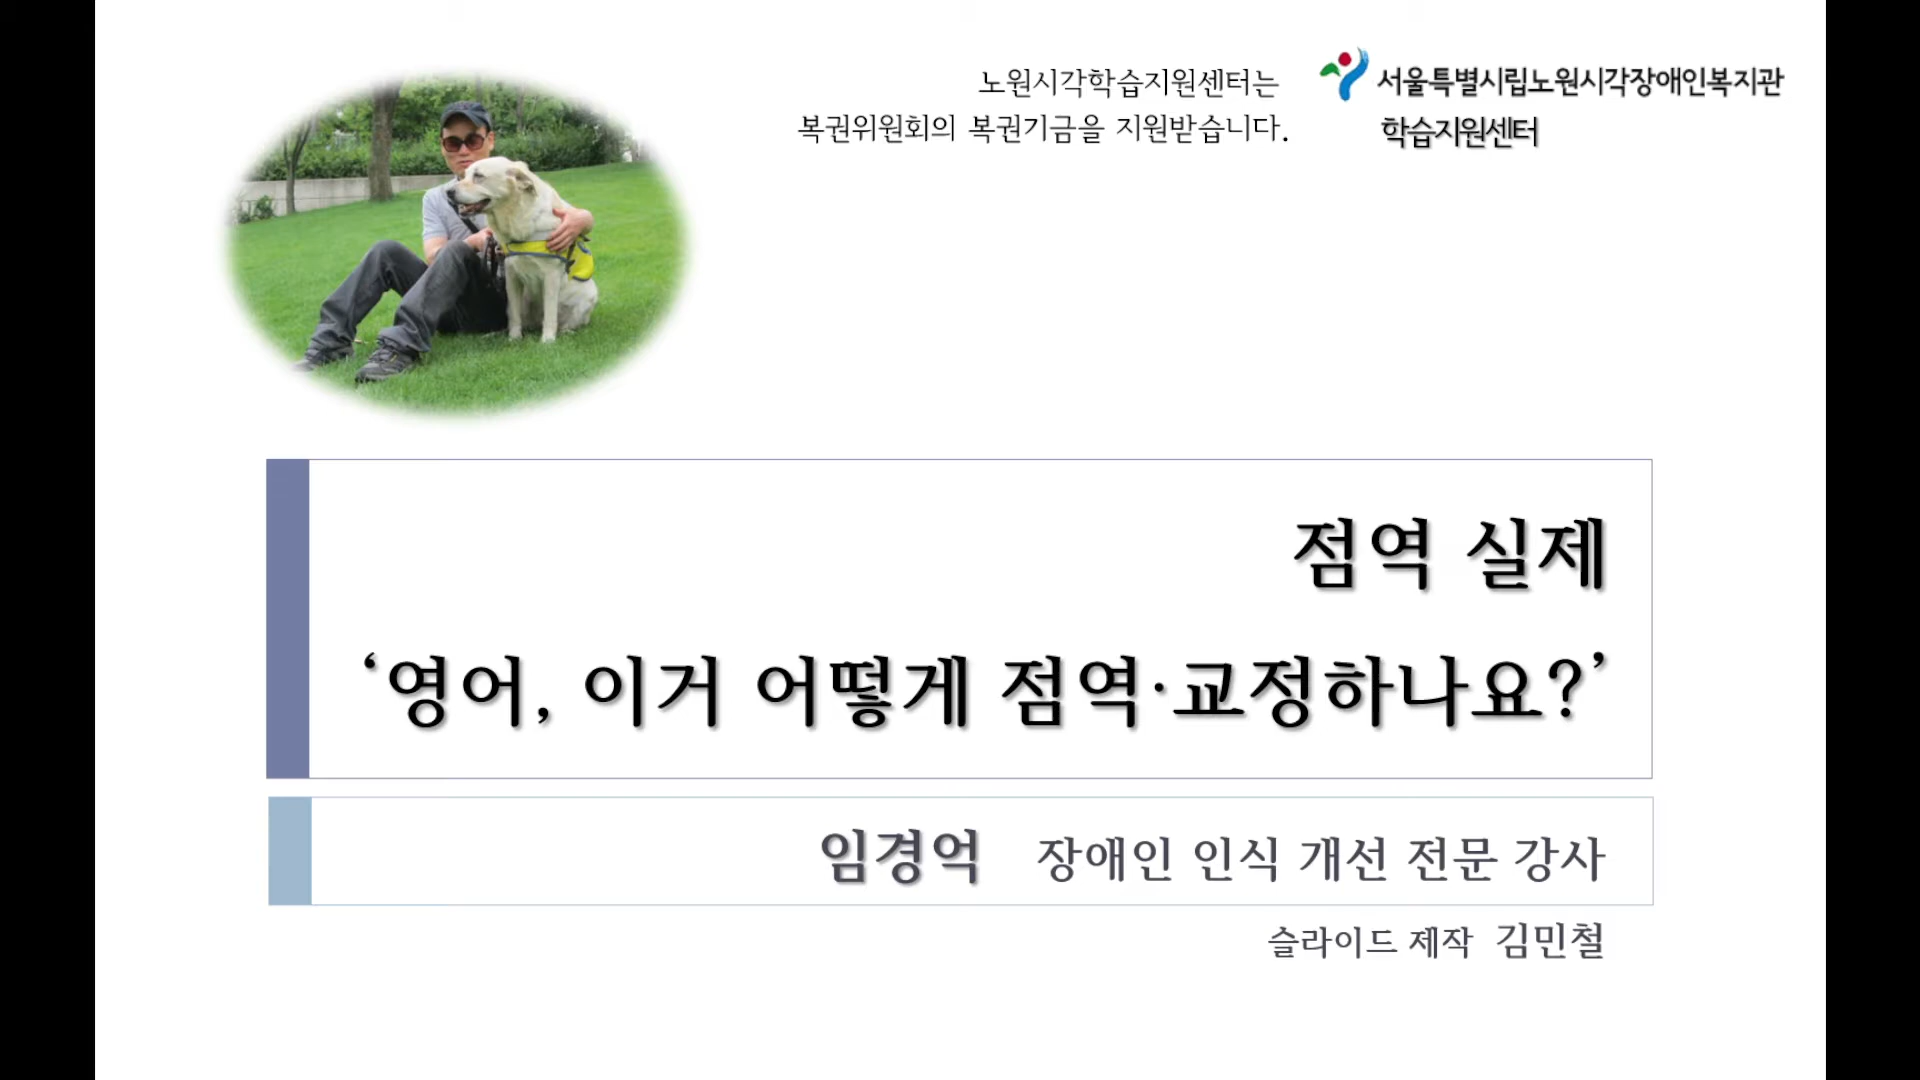 노원시각학습지원센터는
복권위원회의 복권기금을 지원받습니다.
서울특별시립노원시각장애인복지관
학습지원센터
점역 실제
‘영어, 이거 어떻게 점역·교정하나요?’
임경억 장애인 인식 개선 전문 강사
슬라이드 제작 김민철